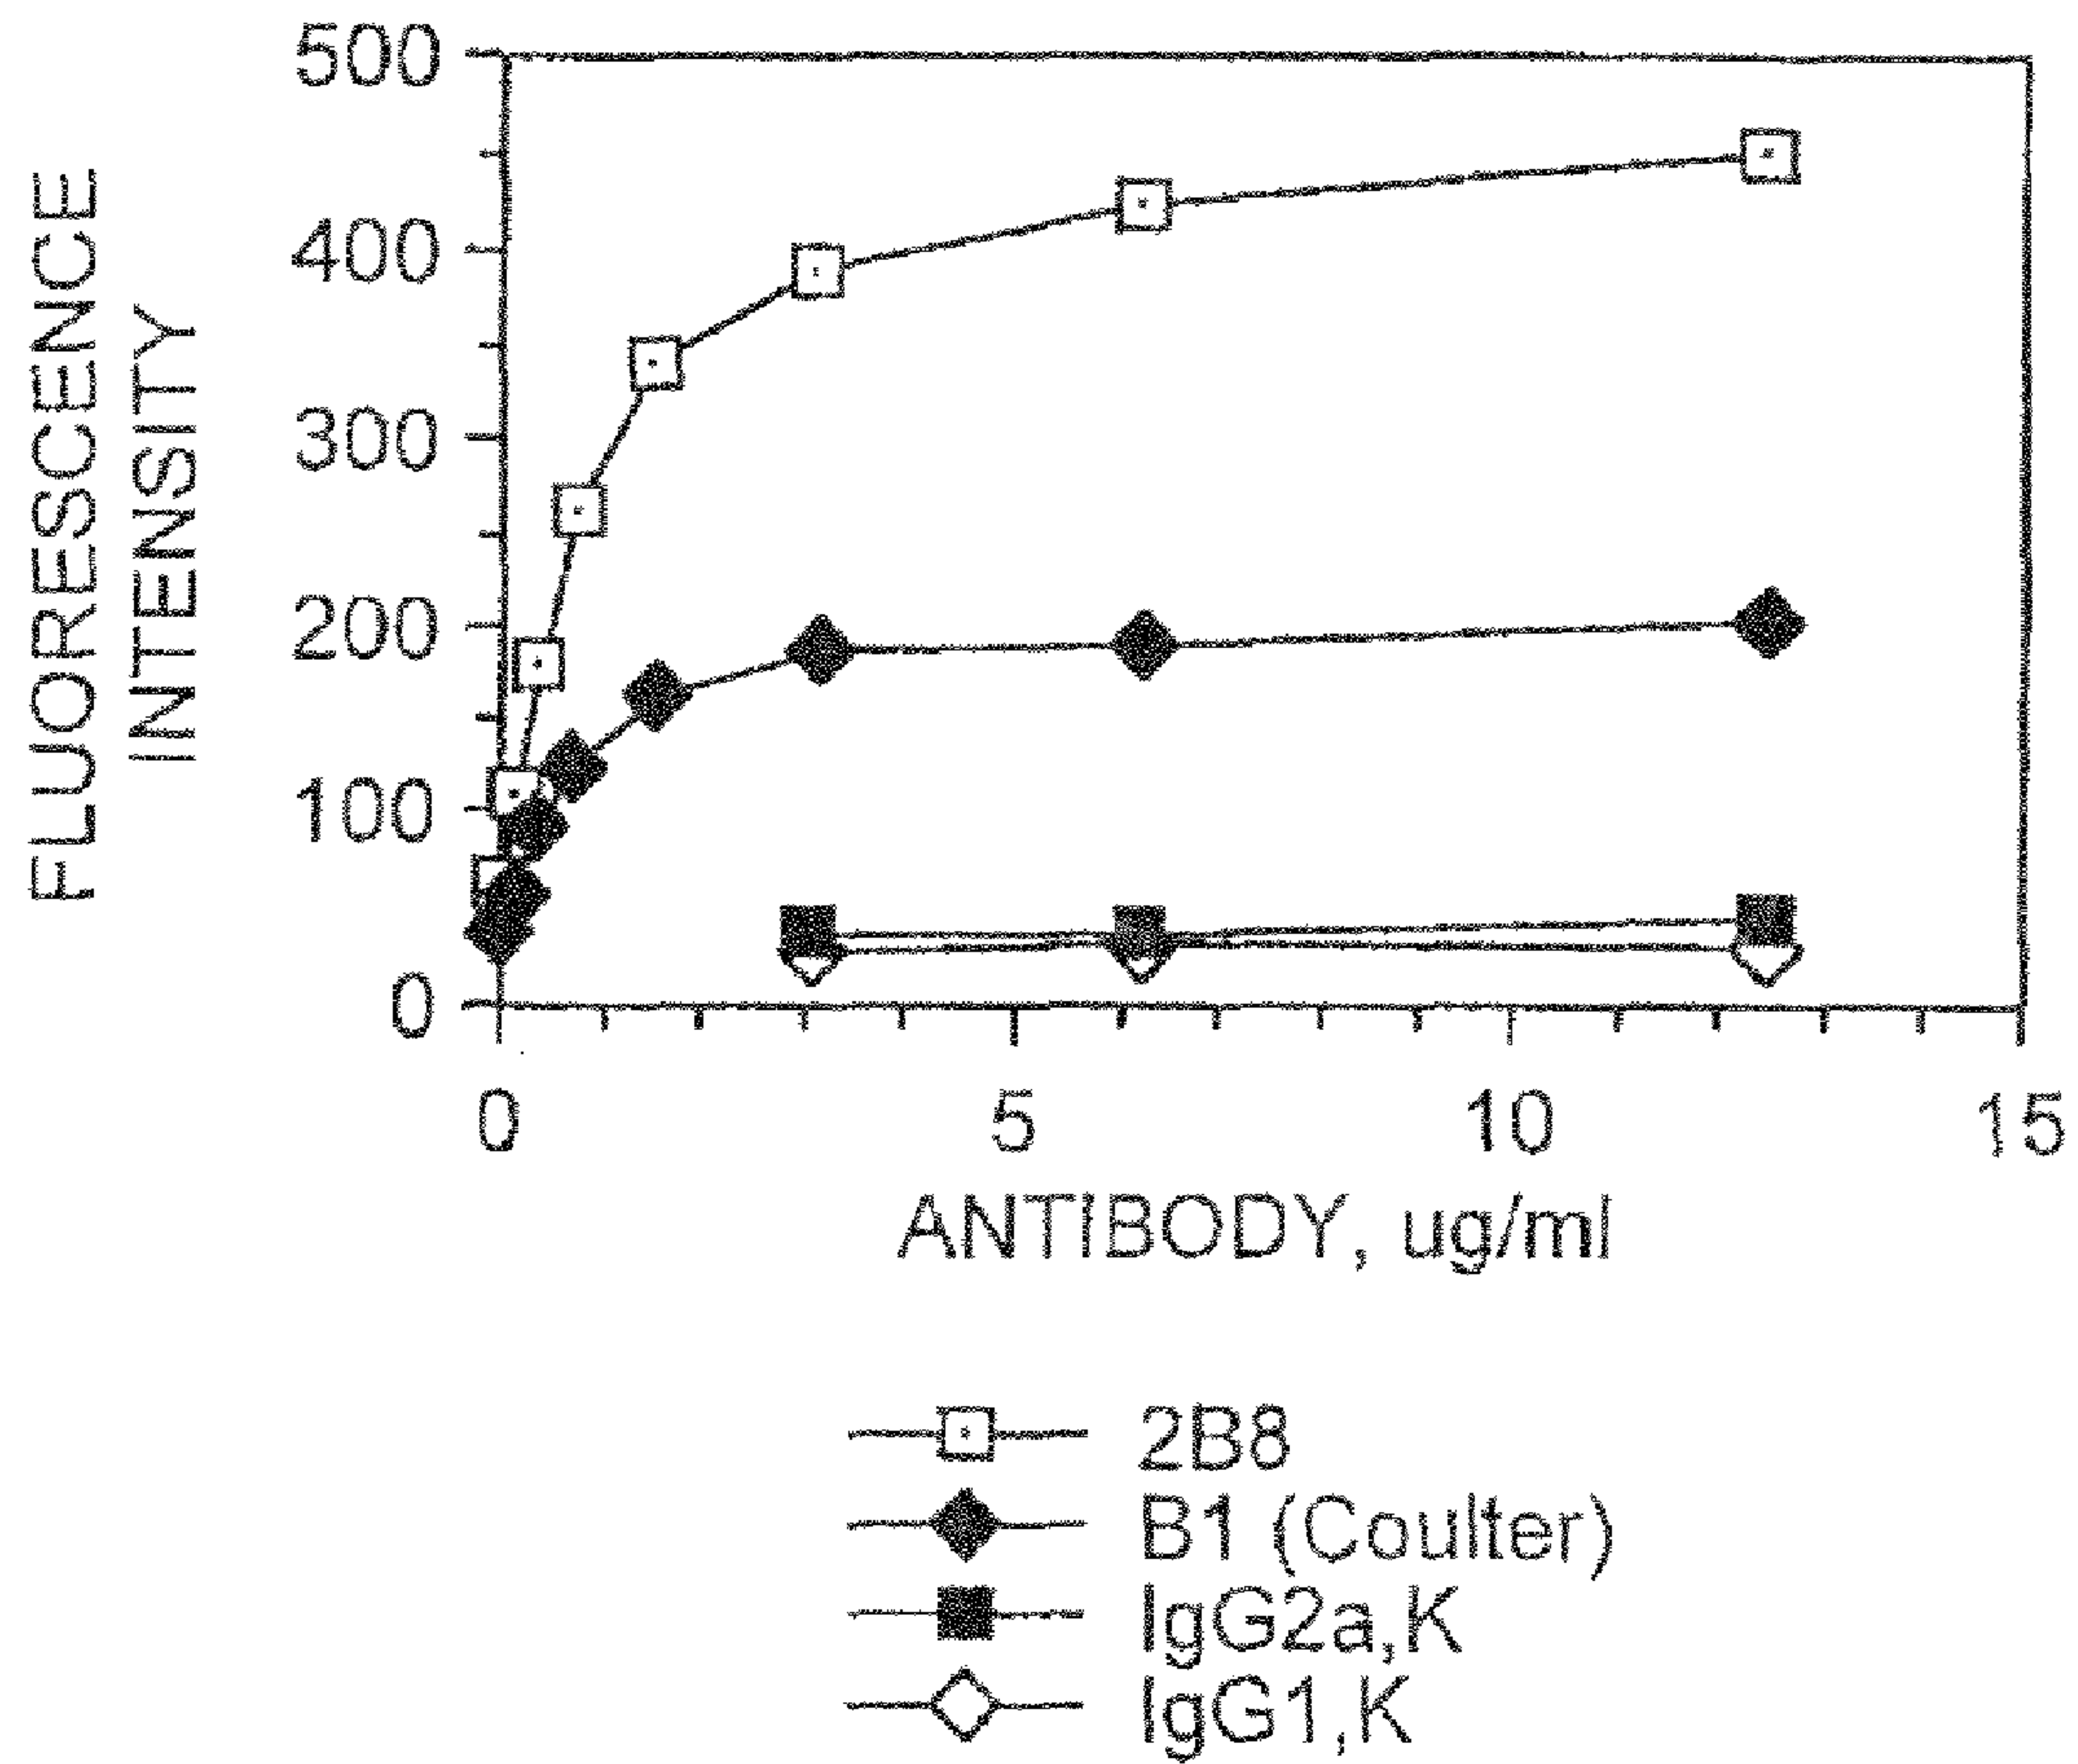 500
400
300
200
100
0
FLUORESCENCE
INTENSITY
0 5 10 15
ANTIBODY, ug/ml
2B8
B1 (Coulter)
IgG2a,K
IgG1,K